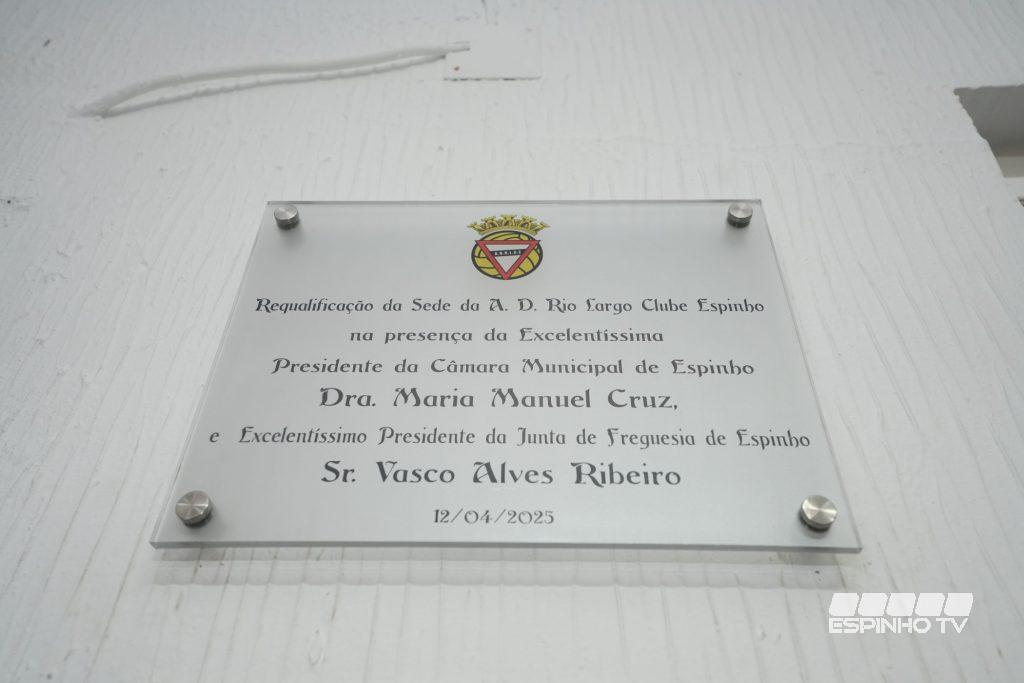 Requalificação da Sede da A. D. Rio Largo Clube Espinho
na presença da Excelentíssima
Presidente da Câmara Municipal de Espinho
Dra. Maria Manuel Cruz,
e Excelentíssimo Presidente da Junta de Freguesia de Espinho
Sr. Vasco Alves Ribeiro
12/04/2025
ESPINHO TV